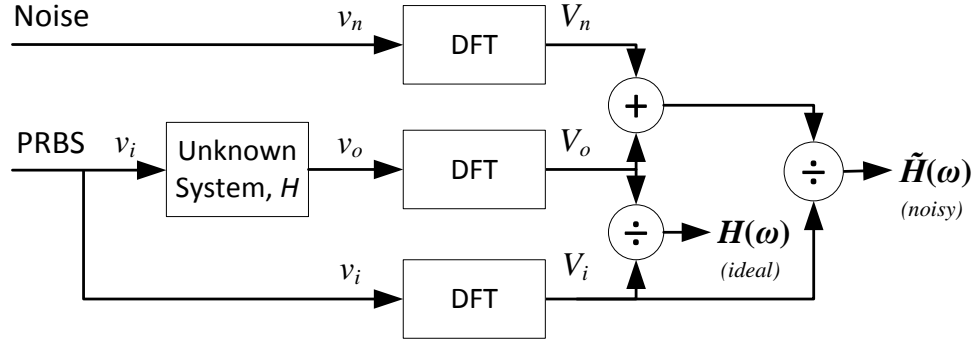 Noise
v_n
DFT
V_n
+
PRBS
v_i
Unknown
System, H
v_o
DFT
V_o
÷
H̃(ω)
(noisy)
÷
H(ω)
(ideal)
v_i
DFT
V_i